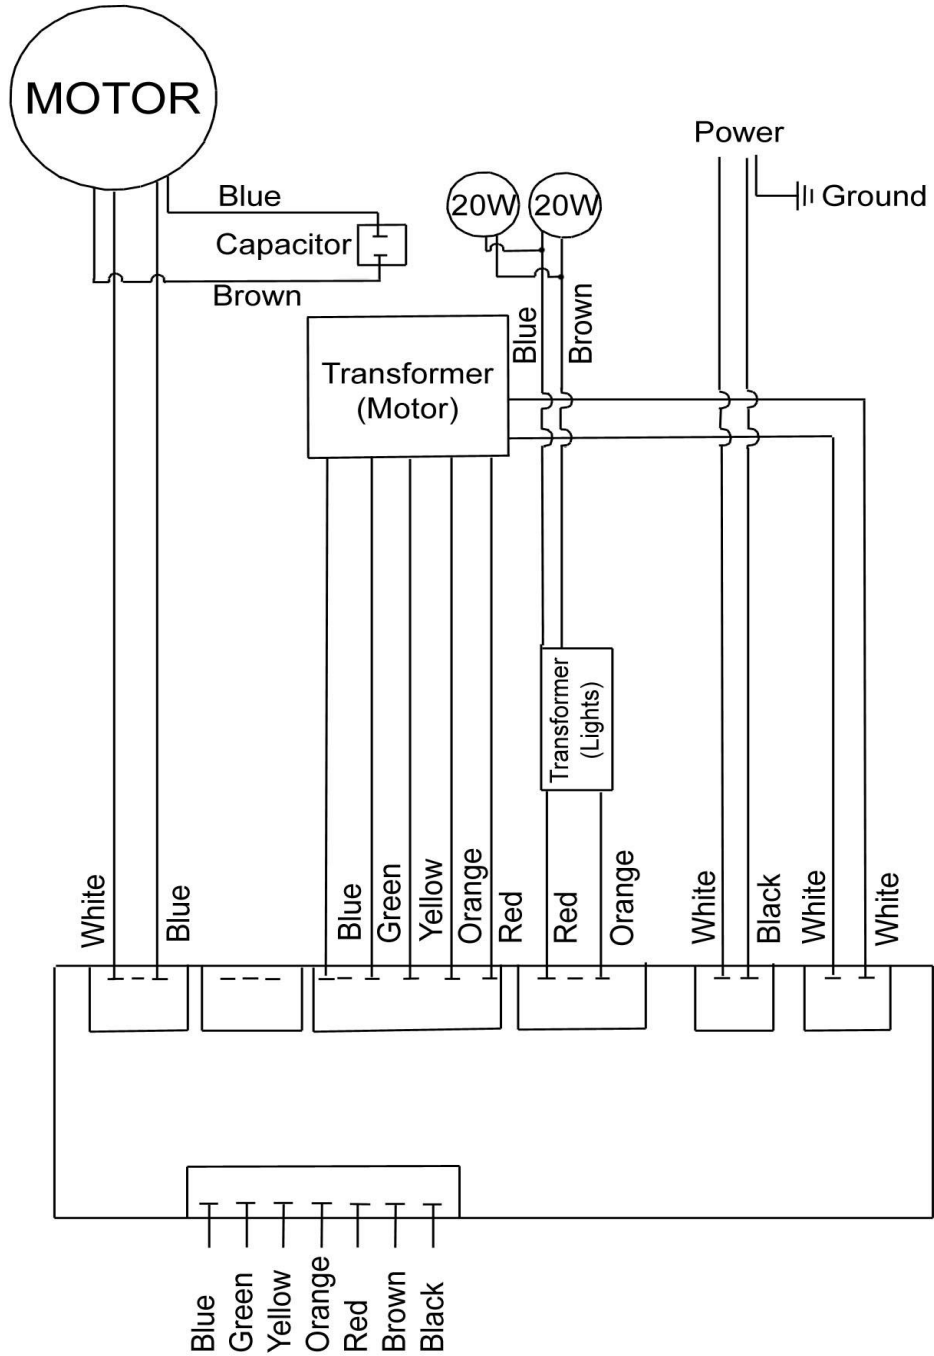 MOTOR
Power
Blue
20W
20W
Ground
Capacitor
Brown
Blue
Brown
Transformer
(Motor)
Transformer
(Lights)
White
Blue
Blue
Green
Yellow
Orange
Red
Red
Orange
White
Black
White
White
Blue
Green
Yellow
Orange
Red
Brown
Black